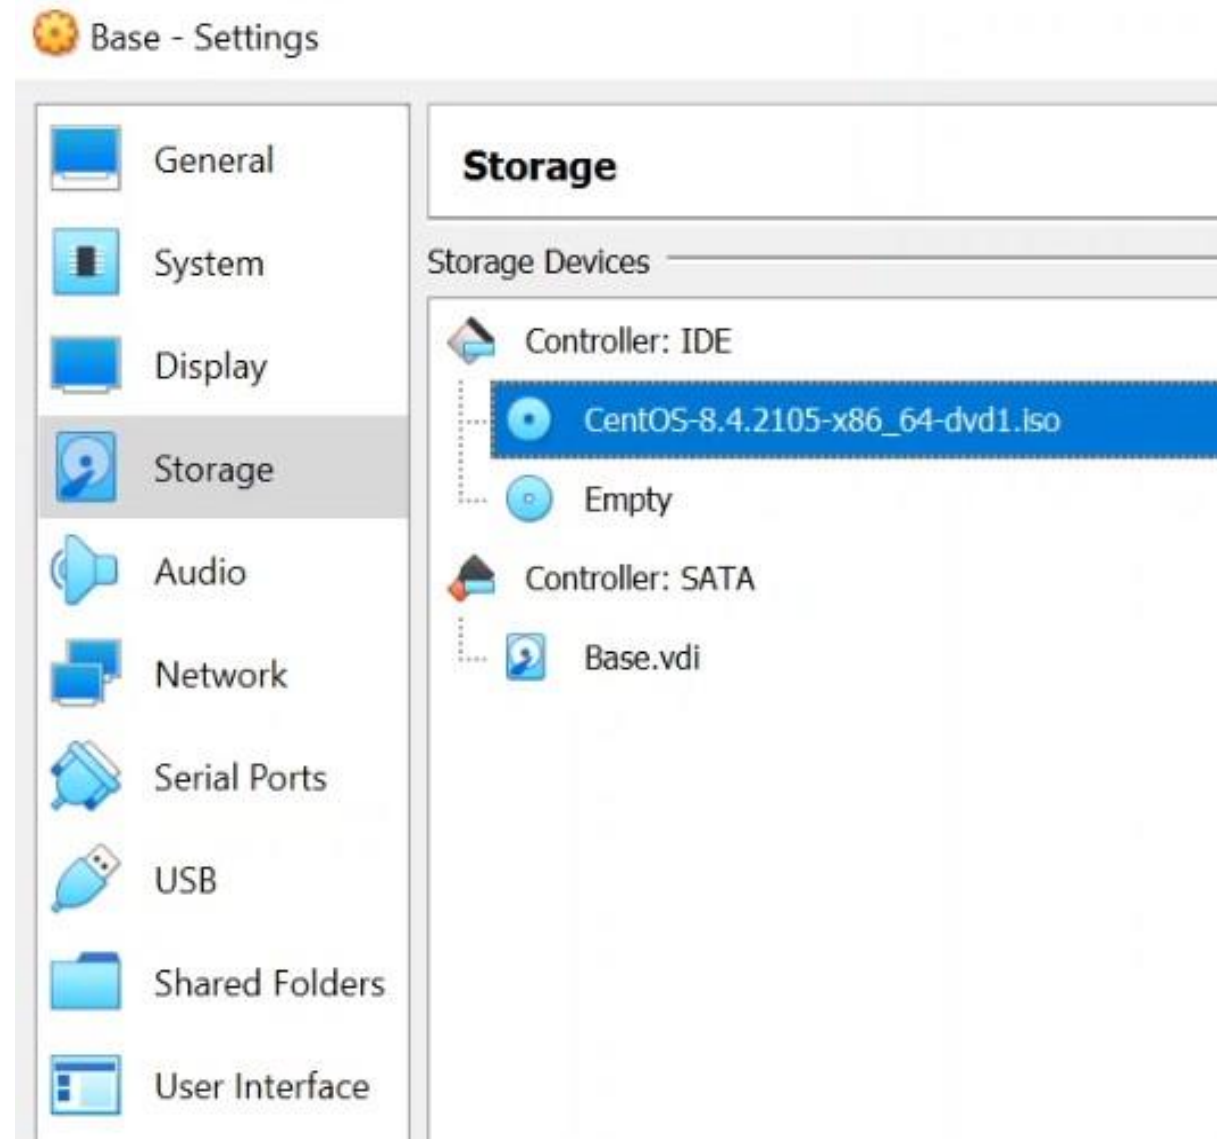 Base - Settings
General
System
Display
Storage
Audio
Network
Serial Ports
USB
Shared Folders
User Interface
Storage
Storage Devices
Controller: IDE
CentOS-8.4.2105-x86_64-dvd1.iso
Empty
Controller: SATA
Base.vdi